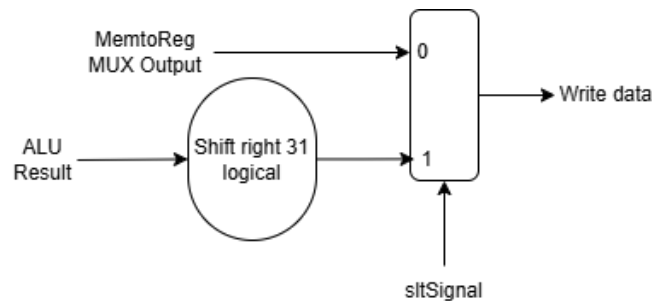 MemtoReg
MUX Output
0
Write data
ALU
Result
Shift right 31
logical
1
sltSignal